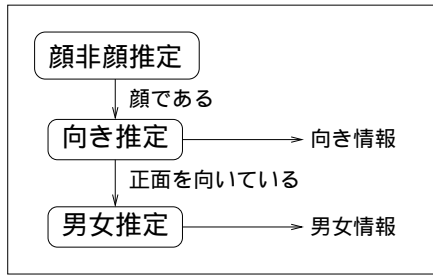 顔非顔推定
顔である
向き推定
向き情報
正面を向いている
男女推定
男女情報